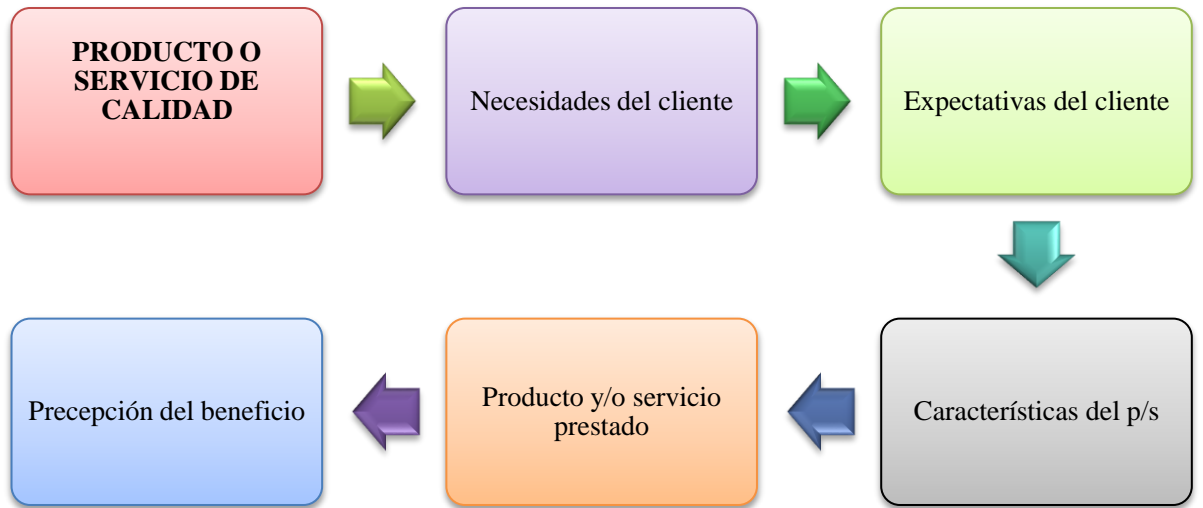 PRODUCTO O
SERVICIO DE
CALIDAD
Necesidades del cliente
Expectativas del cliente
Características del p/s
Producto y/o servicio
prestado
Precepción del beneficio